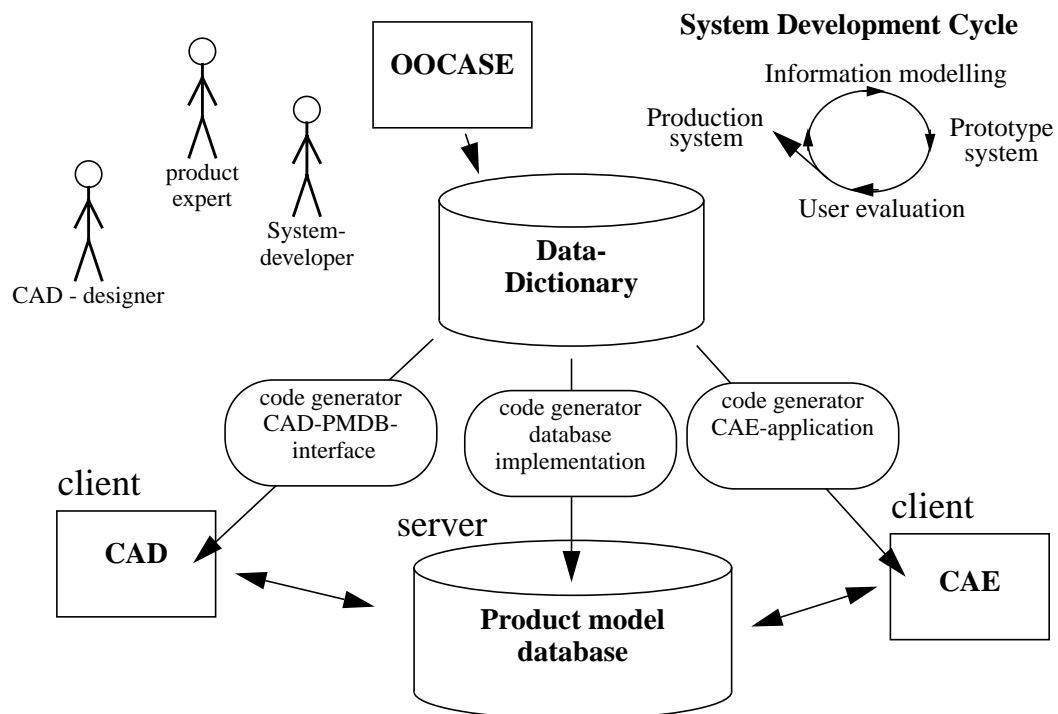 System Development Cycle
OOCASE
Information modelling
Production
system
Prototype
system
User evaluation
product
expert
System-
developer
CAD - designer
Data-
Dictionary
code generator
CAD-PMDB-
interface
code generator
database
implementation
code generator
CAE-application
client
CAD
server
client
CAE
Product model
database